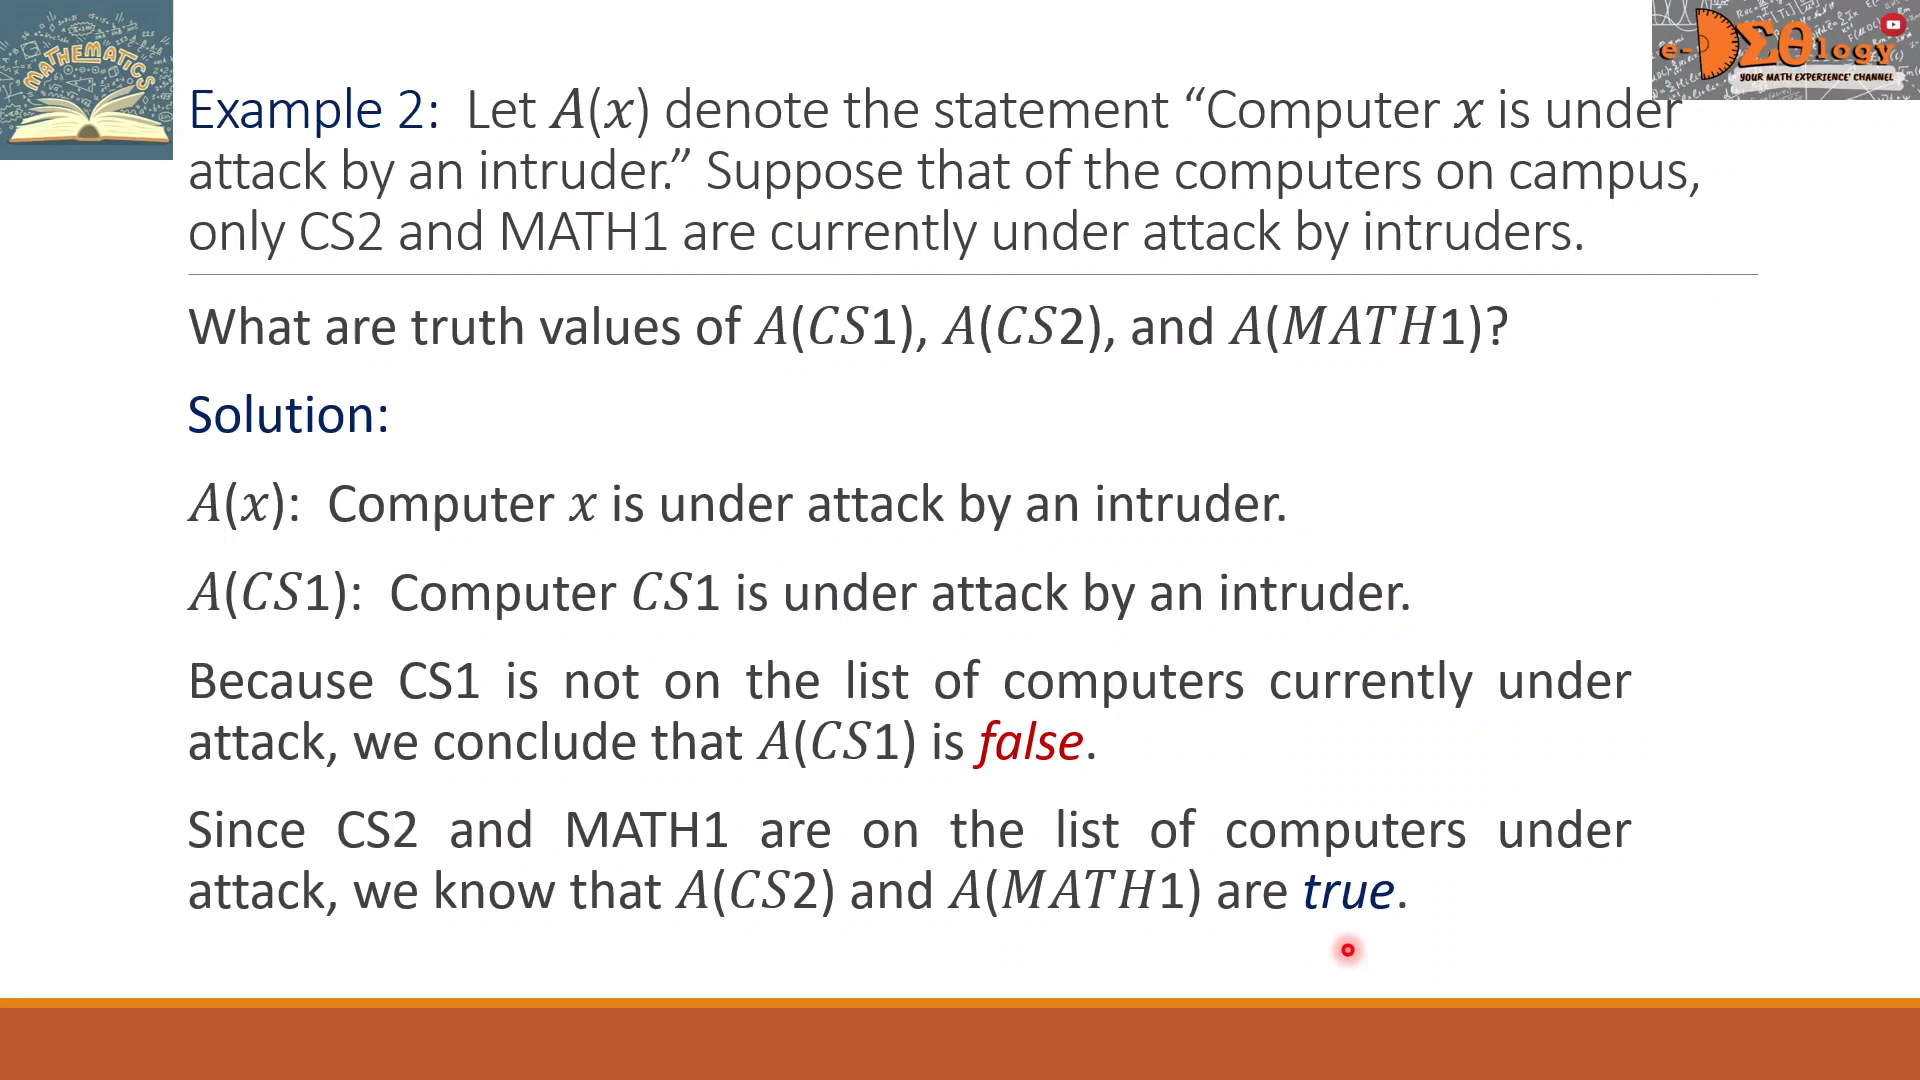 MATHEMATICS
e-DΣθlogy
YOUR MATH EXPERIENCE' CHANNEL
Example 2: Let A(x) denote the statement “Computer x is under
attack by an intruder.” Suppose that of the computers on campus,
only CS2 and MATH1 are currently under attack by intruders.
What are truth values of A(CS1), A(CS2), and A(MATH1)?
Solution:
A(x): Computer x is under attack by an intruder.
A(CS1): Computer CS1 is under attack by an intruder.
Because CS1 is not on the list of computers currently under
attack, we conclude that A(CS1) is false.
Since CS2 and MATH1 are on the list of computers under
attack, we know that A(CS2) and A(MATH1) are true.